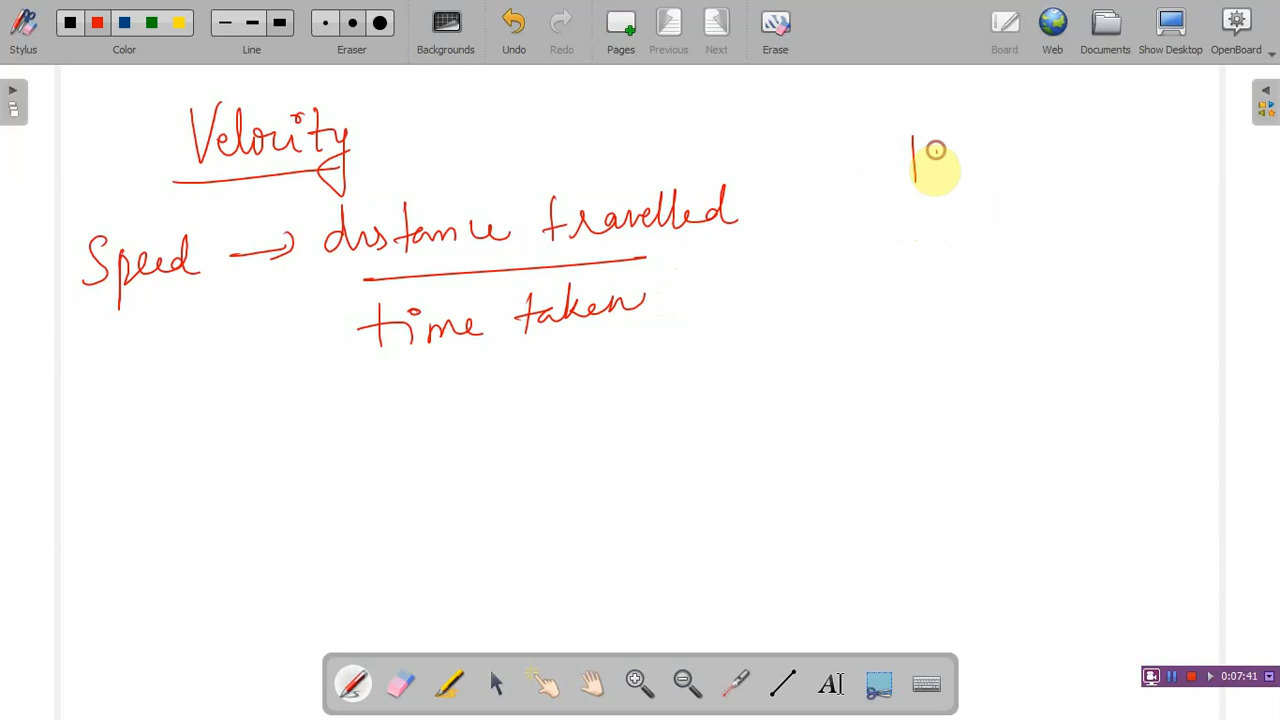 Stylus Color Line Eraser Backgrounds Undo Redo Pages Previous Next Erase Board Web Documents Show Desktop OpenBoard
Velocity
Speed → distance travelled
time taken
0:07:41